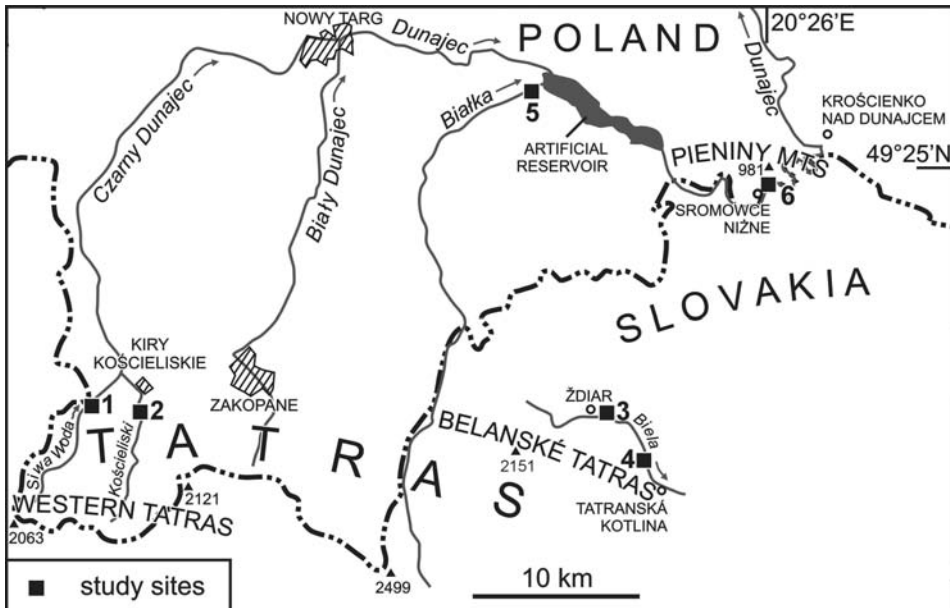 NOWY TARG
Dunajec
POLAND
20°26'E
Dunajec
KROŚCIENKO
NAD DUNAJCEM
49°25'N
Czarny Dunajec
Biały Dunajec
Białka
5
ARTIFICIAL
RESERVOIR
PIENINY MTS
981
6
SROMOWCE
NIŻNE
SLOVAKIA
KIRY
KOŚCIELISKIE
1
2
ZAKOPANE
Siwa Woda
Kościeliski
TATRAS
WESTERN TATRAS
2063
2121
2499
BELANSKÉ TATRAS
2151
ŽDIAR
3
Biela
4
TATRANSKÁ
KOTLINA
study sites
10 km